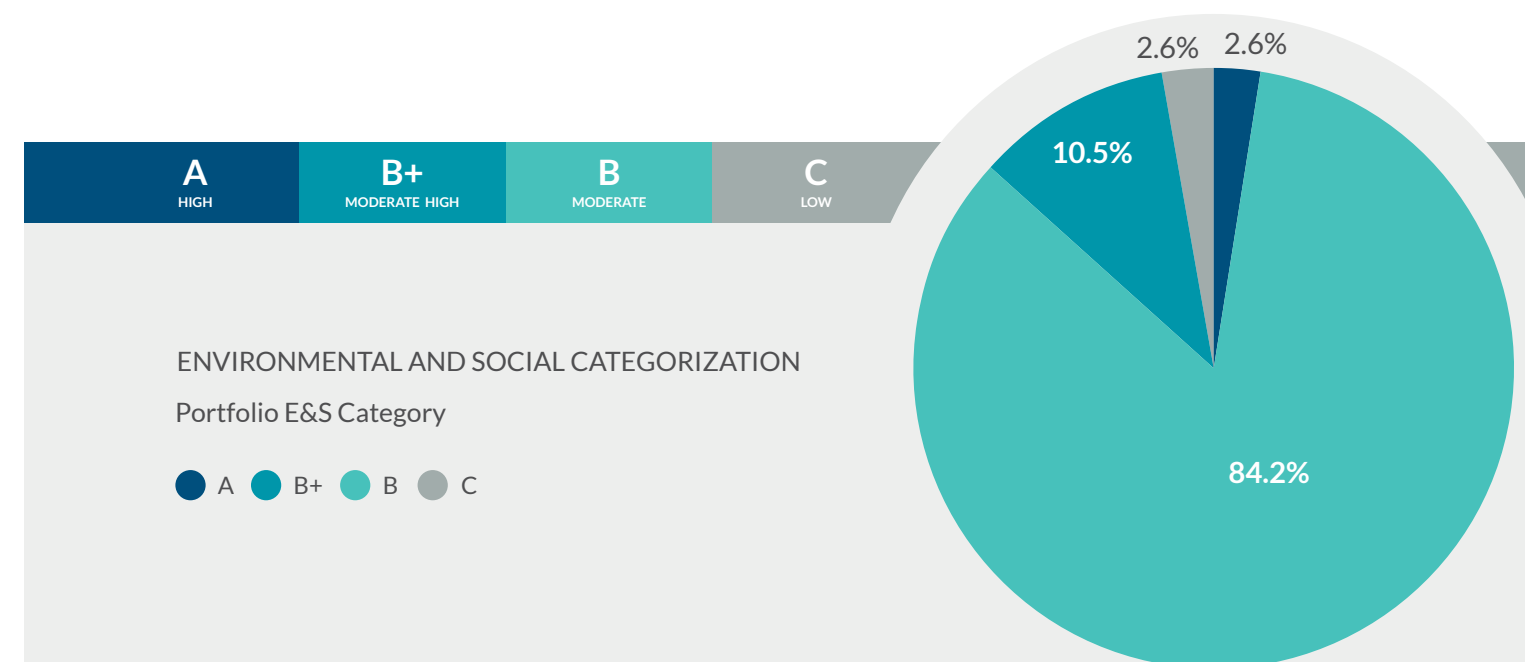 A
HIGH
B+
MODERATE HIGH
B
MODERATE
C
LOW
ENVIRONMENTAL AND SOCIAL CATEGORIZATION
Portfolio E&S Category
A
B+
B
C
2.6%
2.6%
10.5%
84.2%